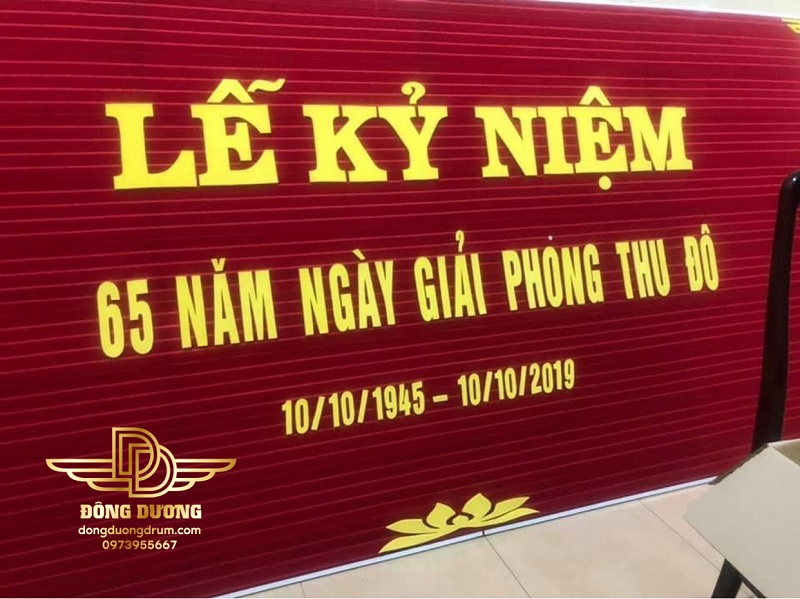 LỄ KỶ NIỆM
65 NĂM NGÀY GIẢI PHÓNG THU ĐÔ
10/10/1945 – 10/10/2019
DD
ĐÔNG DƯƠNG
dongduongdrum.com
0973955667